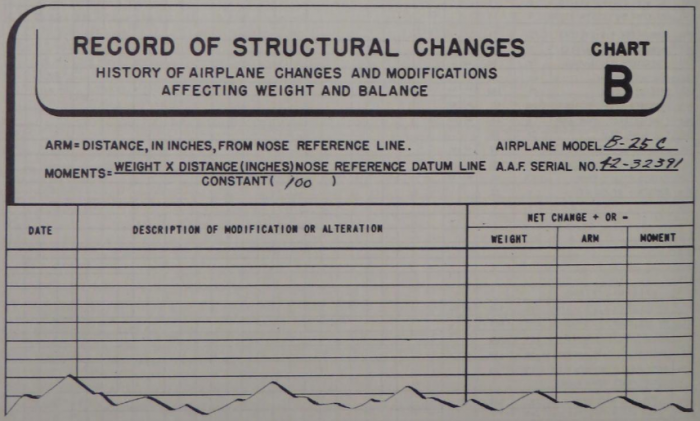 RECORD OF STRUCTURAL CHANGES
HISTORY OF AIRPLANE CHANGES AND MODIFICATIONS
AFFECTING WEIGHT AND BALANCE
CHART
B
ARM=DISTANCE, IN INCHES, FROM NOSE REFERENCE LINE.
AIRPLANE MODEL B-25 C
MOMENTS= WEIGHT X DISTANCE (INCHES) NOSE REFERENCE DATUM LINE
CONSTANT ( 100 )
A.A.F. SERIAL NO. 42-32391
DATE
DESCRIPTION OF MODIFICATION OR ALTERATION
NET CHANGE + OR -
WEIGHT
ARM
MOMENT